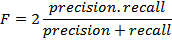 F = 2 precision.recall / precision + recall